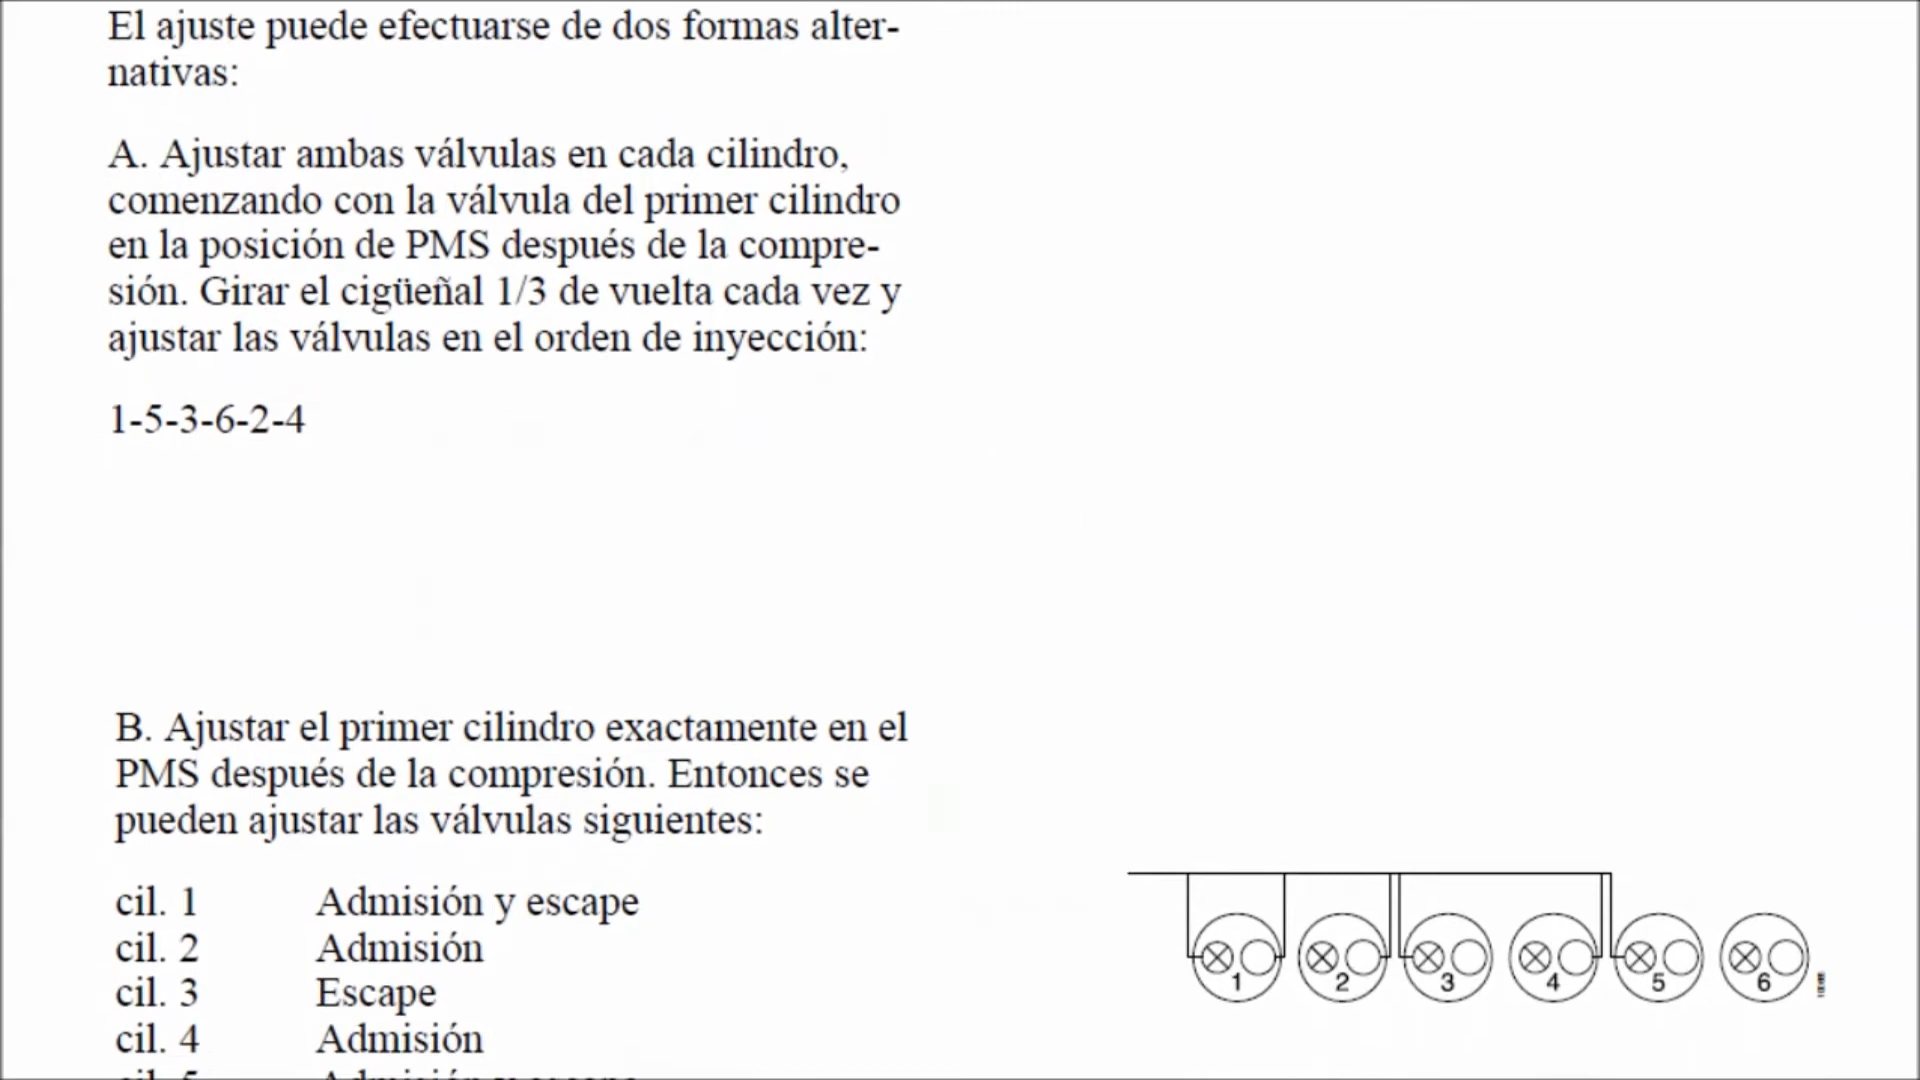 El ajuste puede efectuarse de dos formas alter-
nativas:
A. Ajustar ambas válvulas en cada cilindro,
comenzando con la válvula del primer cilindro
en la posición de PMS después de la compre-
sión. Girar el cigüeñal 1/3 de vuelta cada vez y
ajustar las válvulas en el orden de inyección:
1-5-3-6-2-4
B. Ajustar el primer cilindro exactamente en el
PMS después de la compresión. Entonces se
pueden ajustar las válvulas siguientes:
cil. 1 Admisión y escape
cil. 2 Admisión
cil. 3 Escape
cil. 4 Admisión
1 2 3 4 5 6